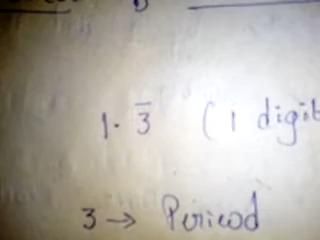 1.3̅ (1 digit
3 → Period